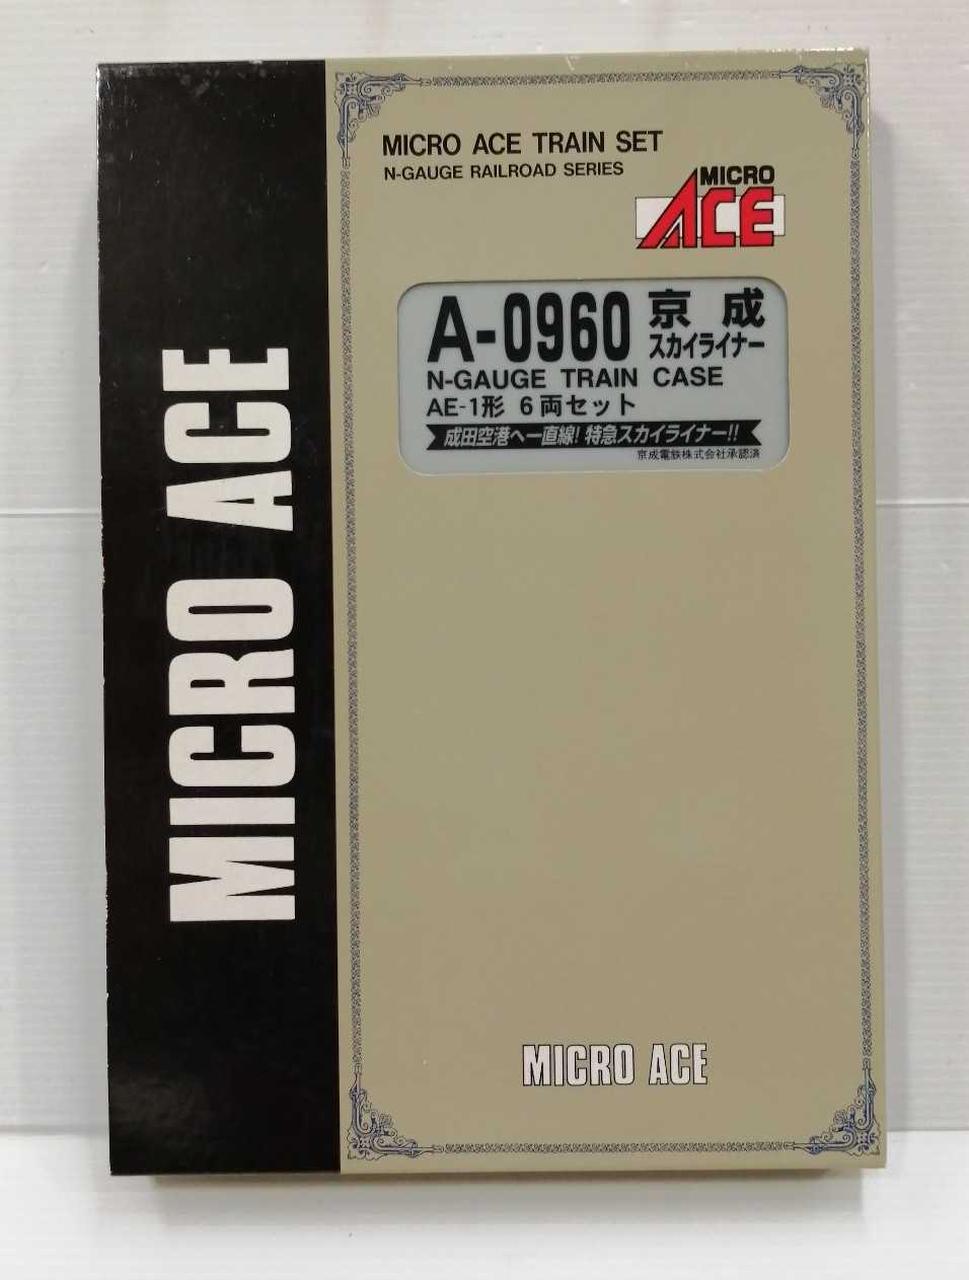 MICRO ACE
MICRO ACE TRAIN SET
N-GAUGE RAILROAD SERIES
MICRO
ACE
A-0960 京成
スカイライナー
N-GAUGE TRAIN CASE
AE-1形 6両セット
成田空港へ一直線! 特急スカイライナー!!
京成電鉄株式会社承認済
MICRO ACE